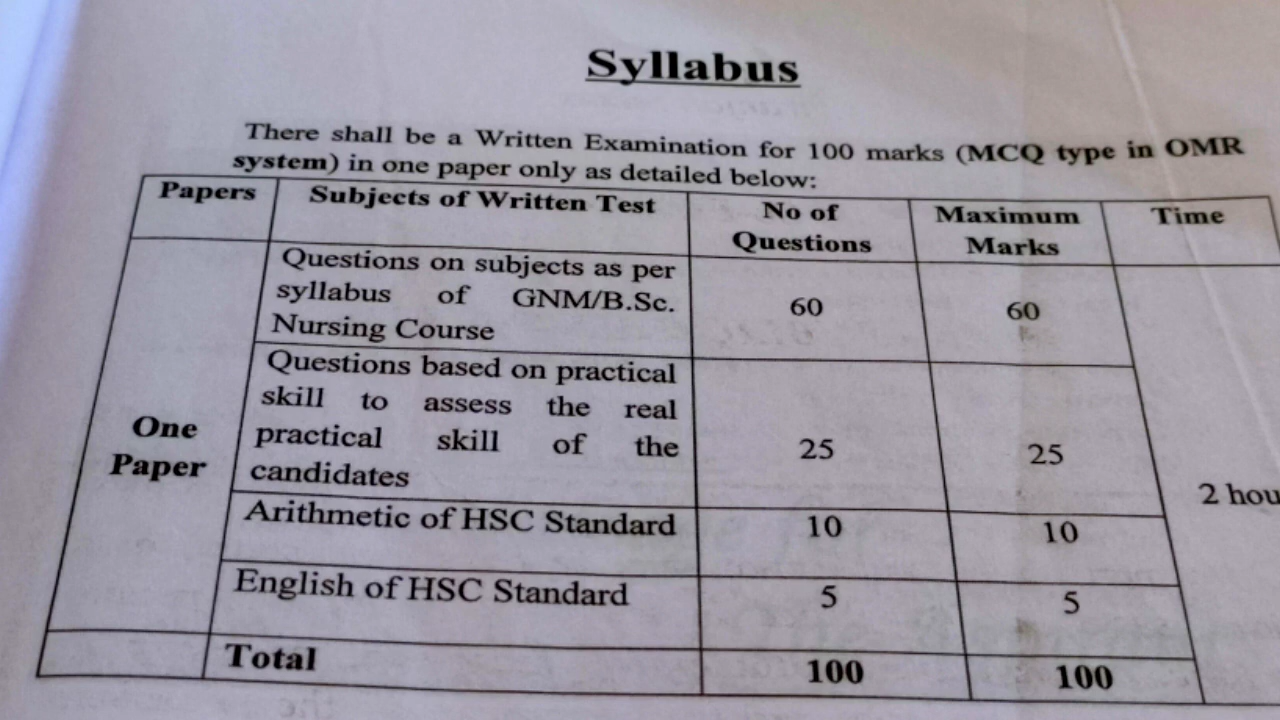 Syllabus
There shall be a Written Examination for 100 marks (MCQ type in OMR
system) in one paper only as detailed below:
Papers Subjects of Written Test No of Questions Maximum Marks Time
One Paper
Questions on subjects as per
syllabus of GNM/B.Sc.
Nursing Course
60 60
Questions based on practical
skill to assess the real
practical skill of the
candidates
25 25
2 hou
Arithmetic of HSC Standard 10 10
English of HSC Standard 5 5
Total 100 100